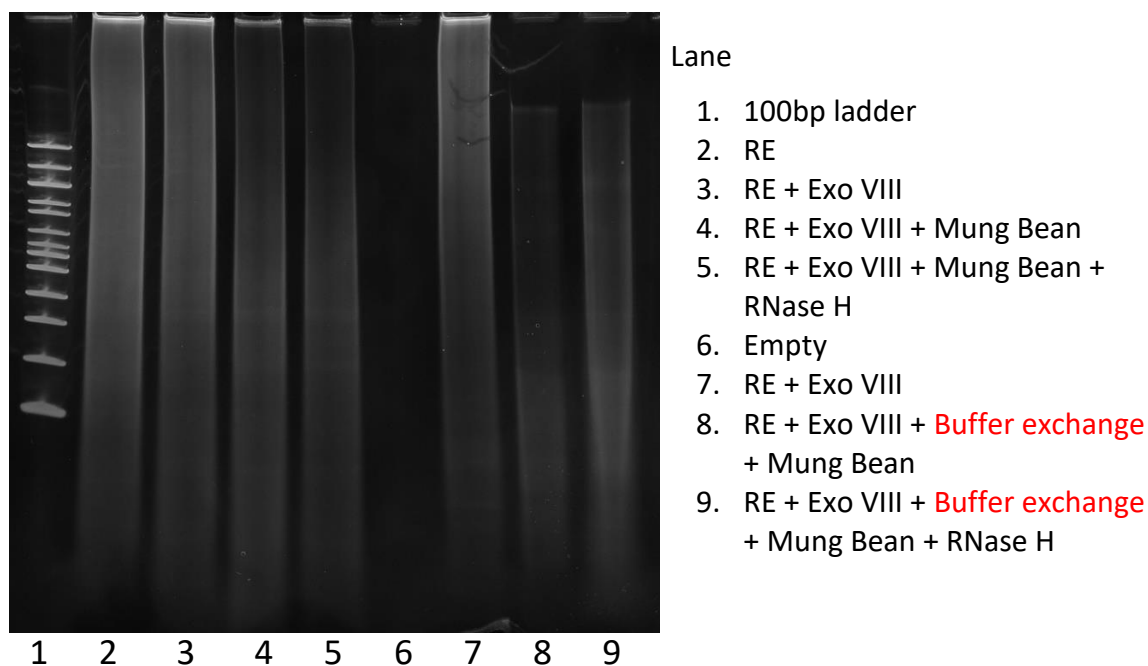 Lane
1. 100bp ladder
2. RE
3. RE + Exo VIII
4. RE + Exo VIII + Mung Bean
5. RE + Exo VIII + Mung Bean +
RNase H
6. Empty
7. RE + Exo VIII
8. RE + Exo VIII + Buffer exchange
+ Mung Bean
9. RE + Exo VIII + Buffer exchange
+ Mung Bean + RNase H
1 2 3 4 5 6 7 8 9